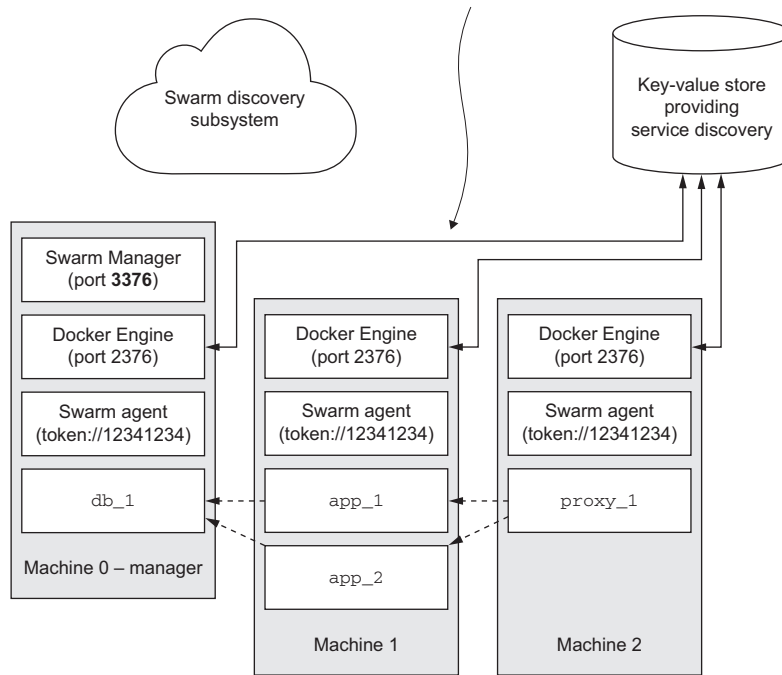 Swarm discovery
subsystem
Key-value store
providing
service discovery
Swarm Manager
(port 3376)
Docker Engine
(port 2376)
Swarm agent
(token://12341234)
db_1
Machine 0 – manager
Docker Engine
(port 2376)
Swarm agent
(token://12341234)
app_1
app_2
Machine 1
Docker Engine
(port 2376)
Swarm agent
(token://12341234)
proxy_1
Machine 2